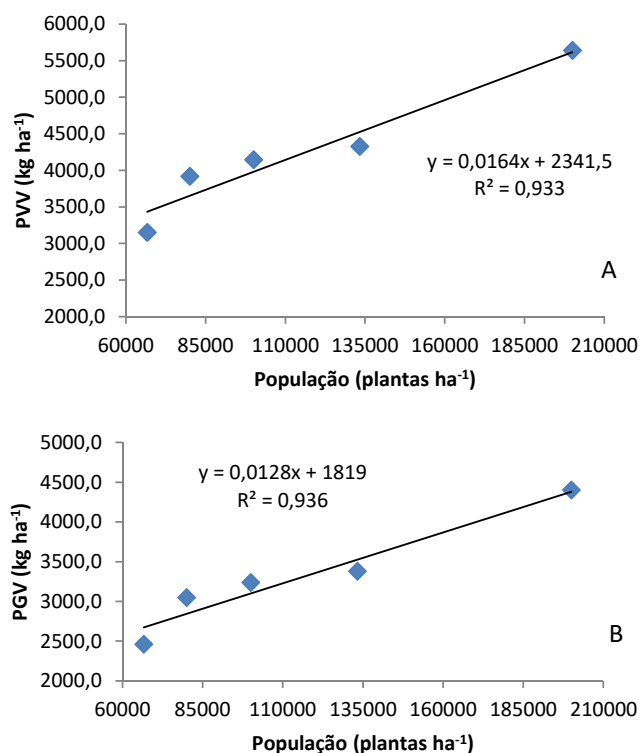 6000,0
5500,0
5000,0
4500,0
4000,0
3500,0
3000,0
2500,0
2000,0
PVV (kg ha⁻¹)
y = 0,0164x + 2341,5
R² = 0,933
A
60000 85000 110000 135000 160000 185000 210000
População (plantas ha⁻¹)
5000,0
4500,0
4000,0
3500,0
3000,0
2500,0
2000,0
PGV (kg ha⁻¹)
y = 0,0128x + 1819
R² = 0,936
B
60000 85000 110000 135000 160000 185000 210000
População (plantas ha⁻¹)